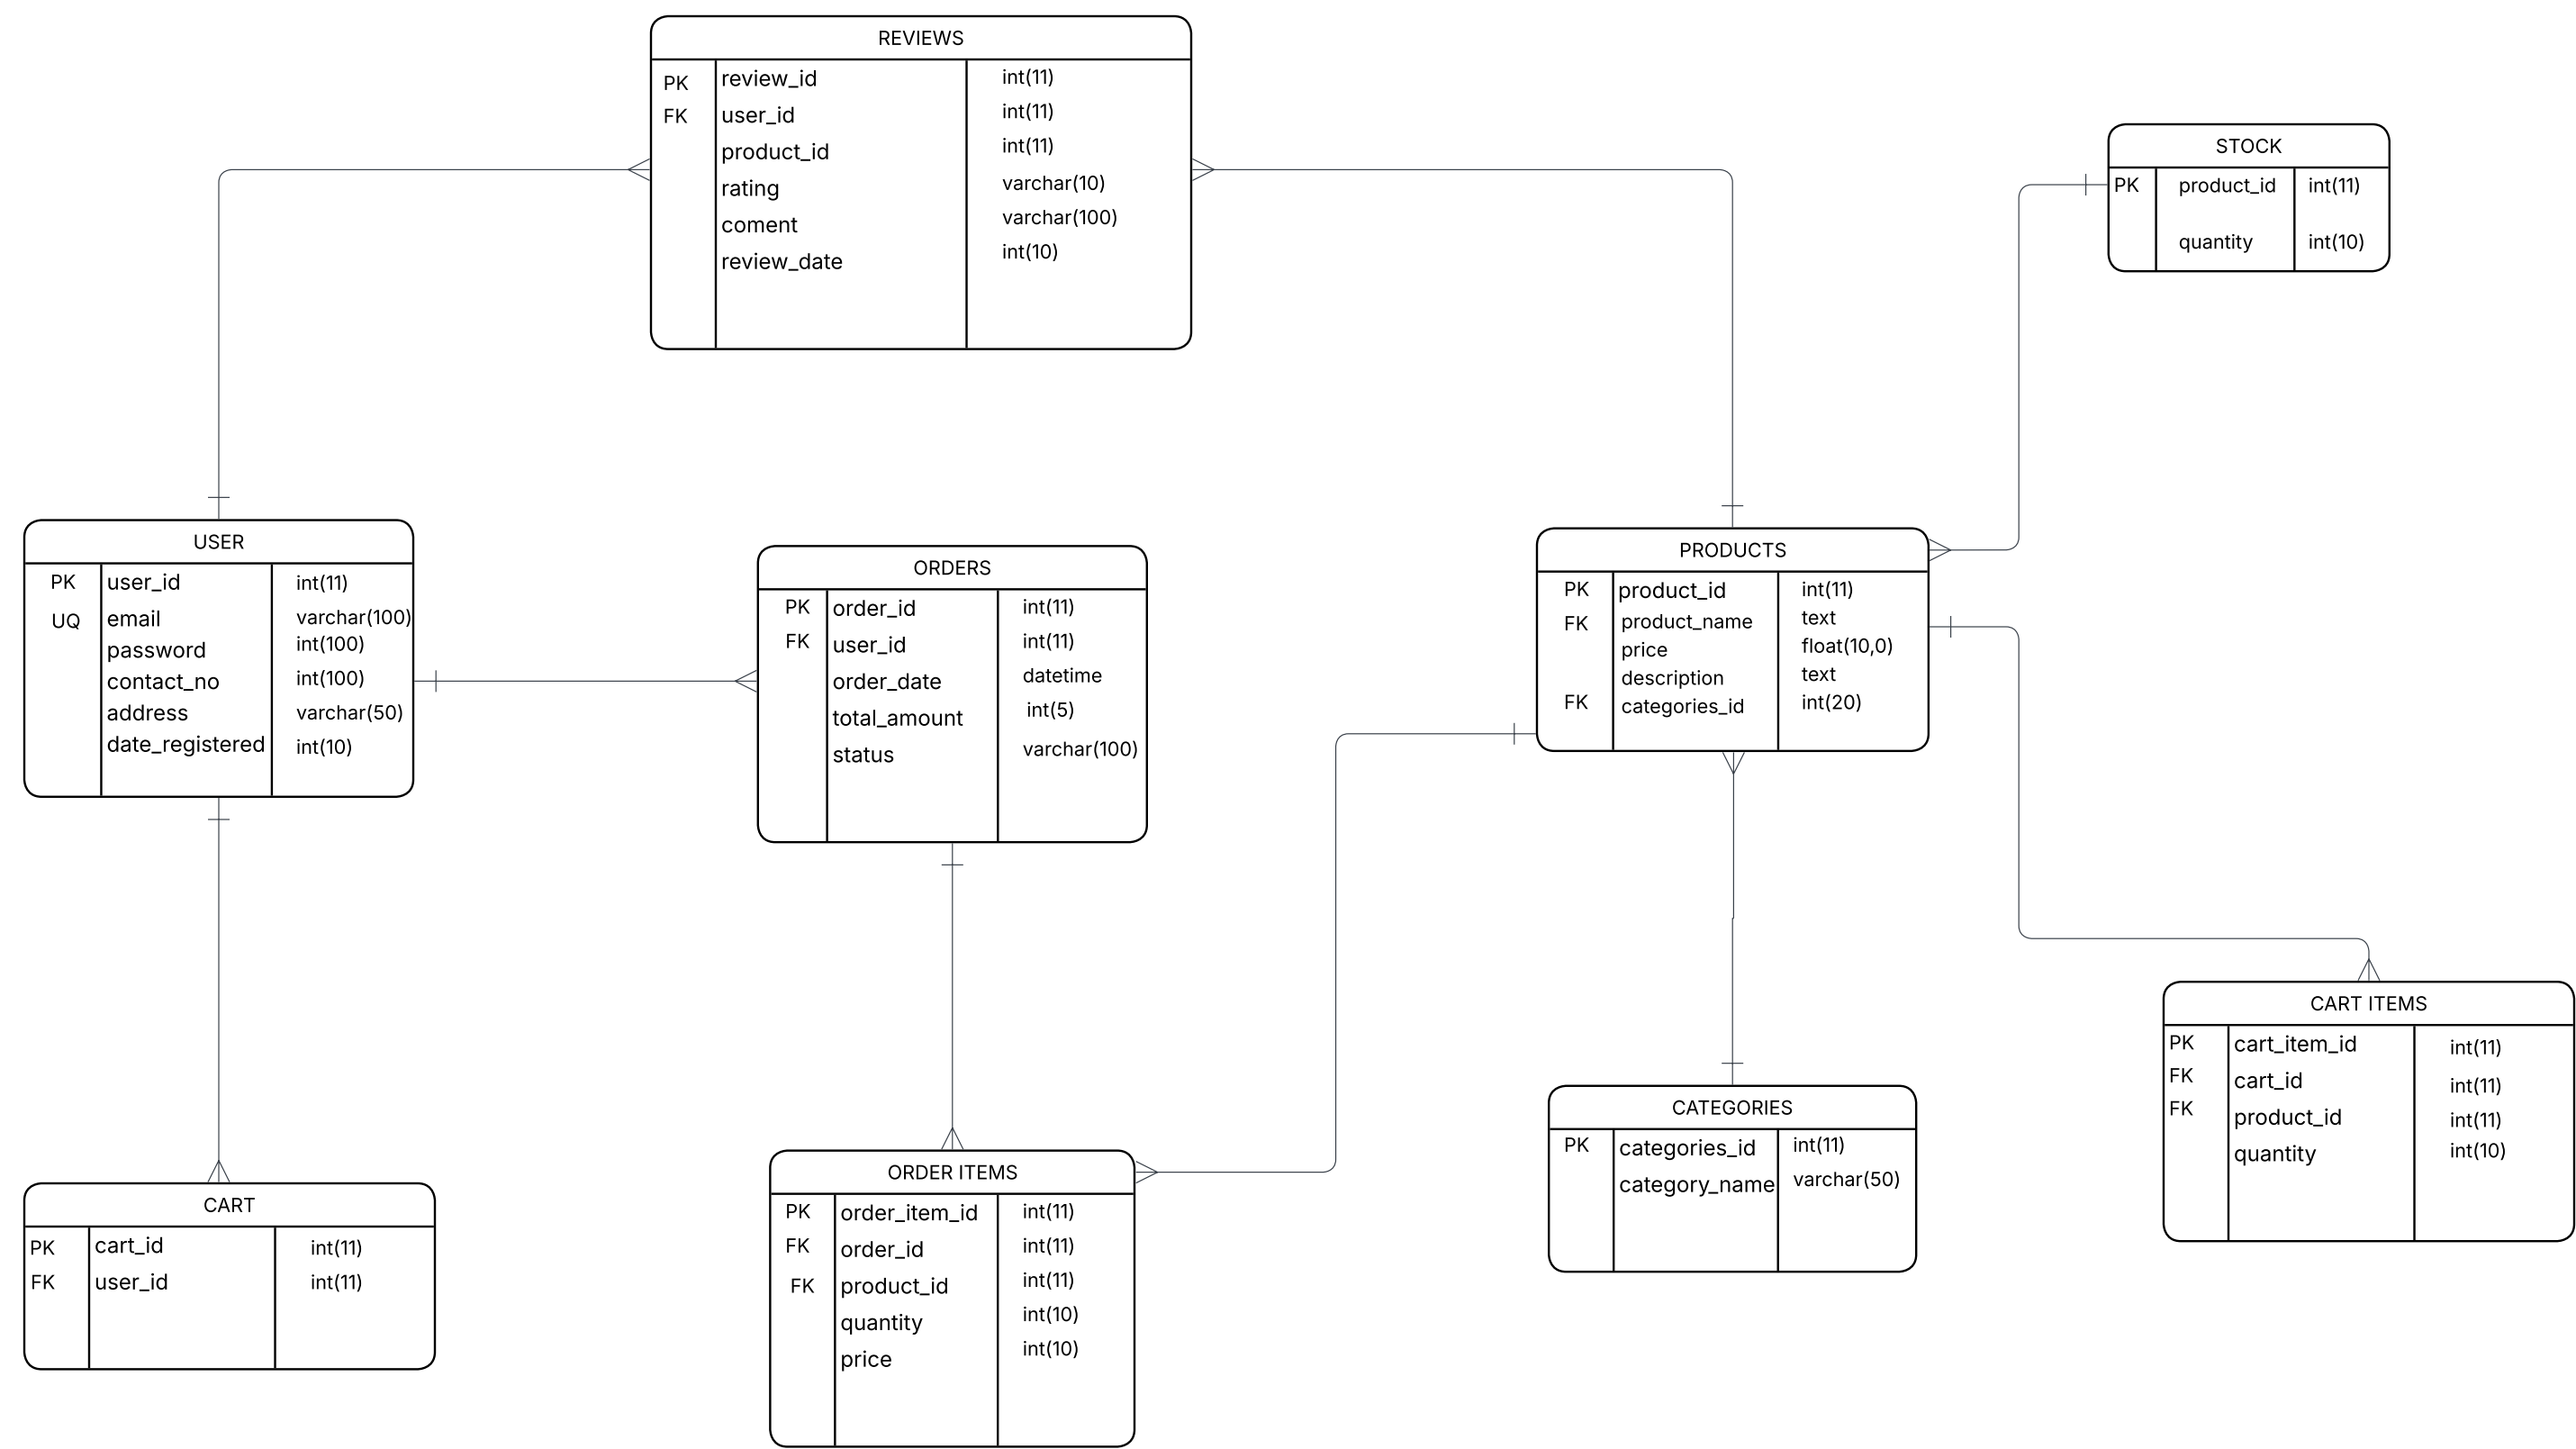 REVIEWS
PK review_id int(11)
FK user_id int(11)
product_id int(11)
rating varchar(10)
coment varchar(100)
review_date int(10)
STOCK
PK product_id int(11)
quantity int(10)
USER
PK user_id int(11)
UQ email varchar(100)
password int(100)
contact_no int(100)
address varchar(50)
date_registered int(10)
ORDERS
PK order_id int(11)
FK user_id int(11)
order_date datetime
total_amount int(5)
status varchar(100)
PRODUCTS
PK product_id int(11)
FK product_name text
price float(10,0)
description text
FK categories_id int(20)
CART ITEMS
PK cart_item_id int(11)
FK cart_id int(11)
FK product_id int(11)
quantity int(10)
CATEGORIES
PK categories_id int(11)
category_name varchar(50)
ORDER ITEMS
PK order_item_id int(11)
FK order_id int(11)
FK product_id int(11)
quantity int(10)
price int(10)
CART
PK cart_id int(11)
FK user_id int(11)